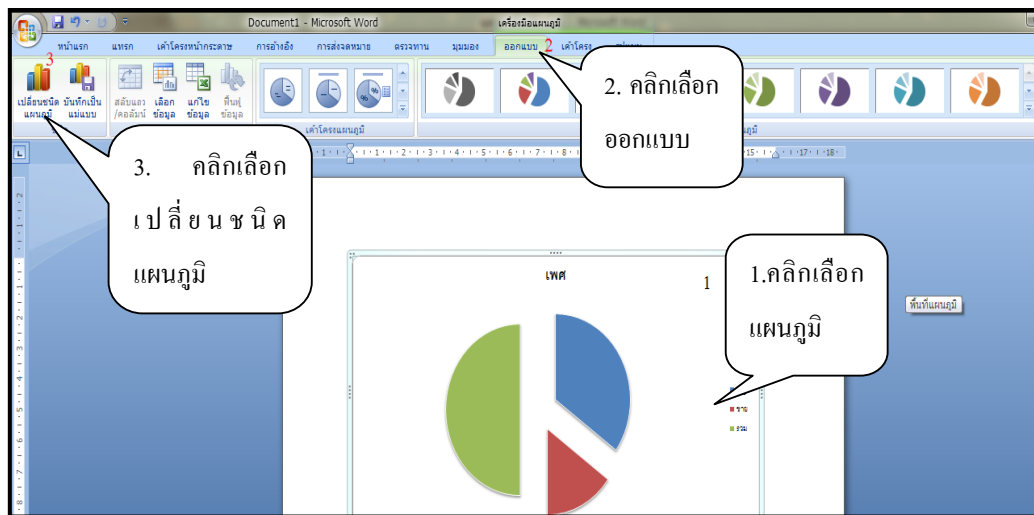 Document1 - Microsoft Word
เครื่องมือแผนภูมิ
หน้าแรก แทรก เค้าโครงหน้ากระดาษ การอ้างอิง การส่งจดหมาย ตรวจทาน มุมมอง ออกแบบ 2 เค้าโครง
3
เปลี่ยนชนิด บันทึกเป็น สลับแถว เลือก แก้ไข ฟื้นฟู
แผนภูมิ แม่แบบ /คอลัมน์ ข้อมูล ข้อมูล ข้อมูล
เค้าโครงแผนภูมิ
2. คลิกเลือก
ออกแบบ
3. คลิกเลือก
เปลี่ยนชนิด
แผนภูมิ
เพศ
1
1.คลิกเลือก
แผนภูมิ
พื้นที่แผนภูมิ
ชาย
รวม